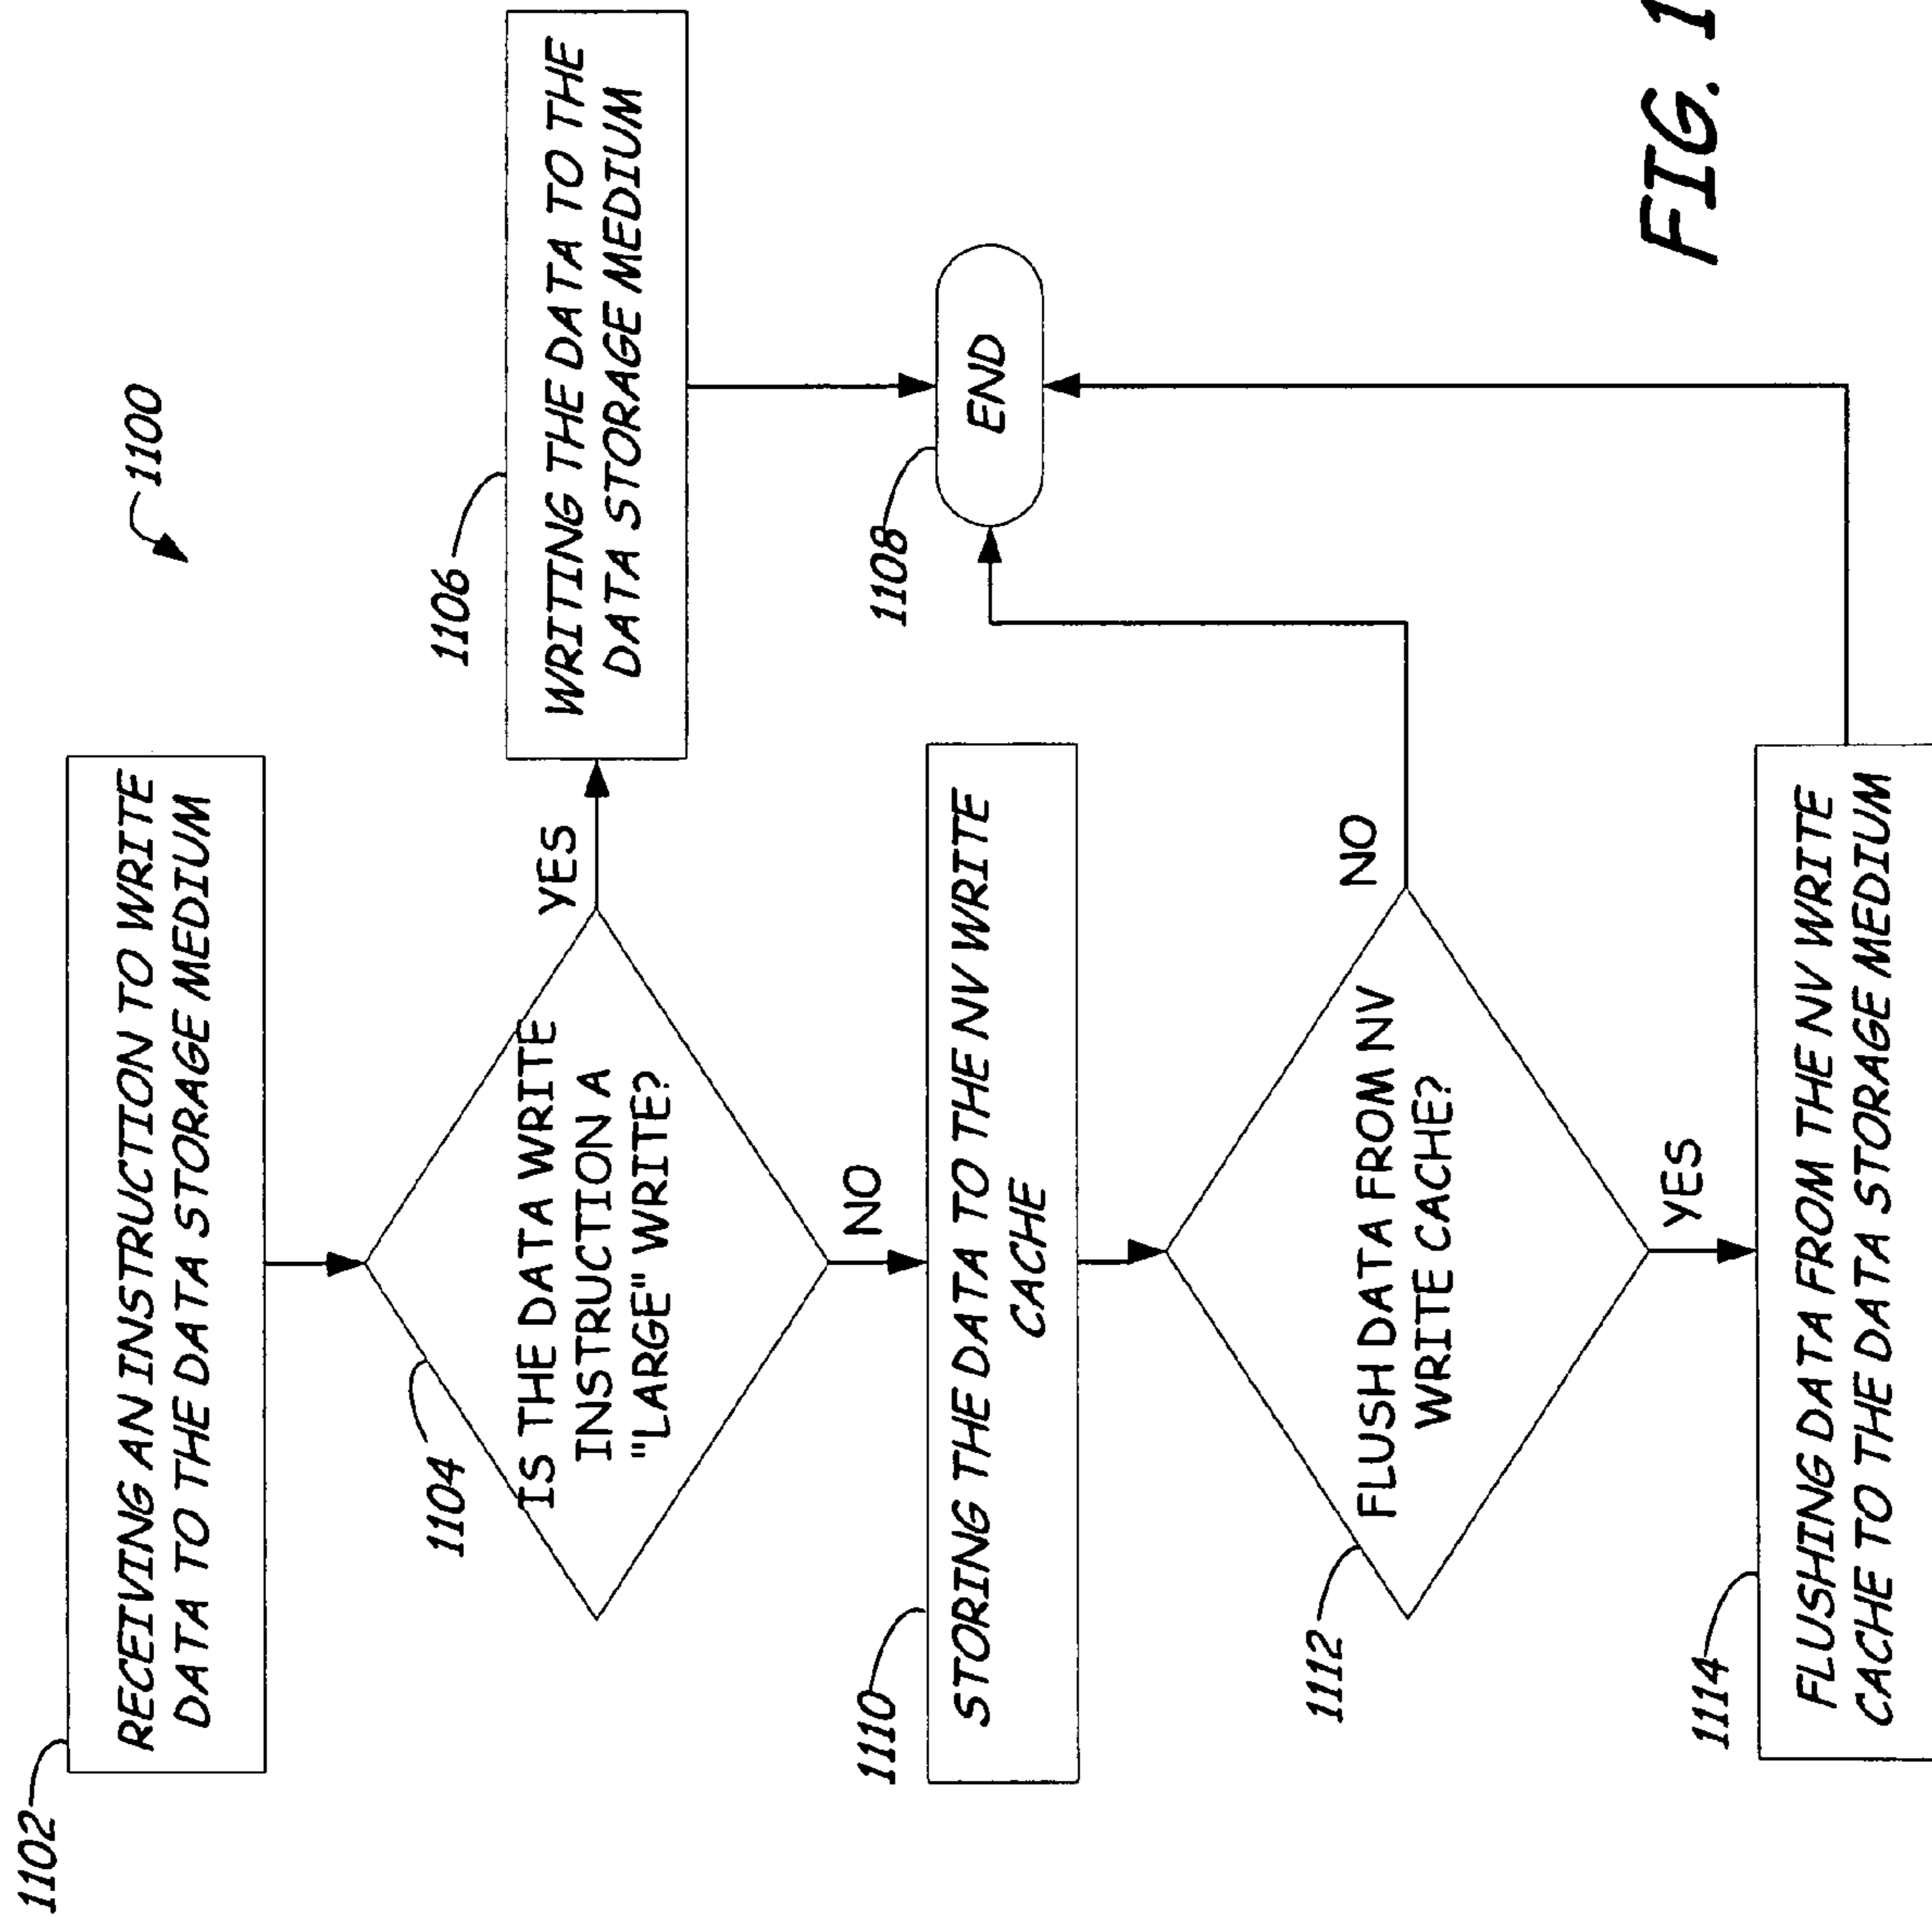 1100
1102
RECEIVING AN INSTRUCTION TO WRITE
DATA TO THE DATA STORAGE MEDIUM
1104
IS THE DATA WRITE
INSTRUCTION A
"LARGE" WRITE?
YES
1106
WRITING THE DATA TO THE
DATA STORAGE MEDIUM
NO
1110
STORING THE DATA TO THE NV WRITE
CACHE
1108
END
1112
FLUSH DATA FROM NV
WRITE CACHE?
NO
YES
1114
FLUSHING DATA FROM THE NV WRITE
CACHE TO THE DATA STORAGE MEDIUM
FIG. 1